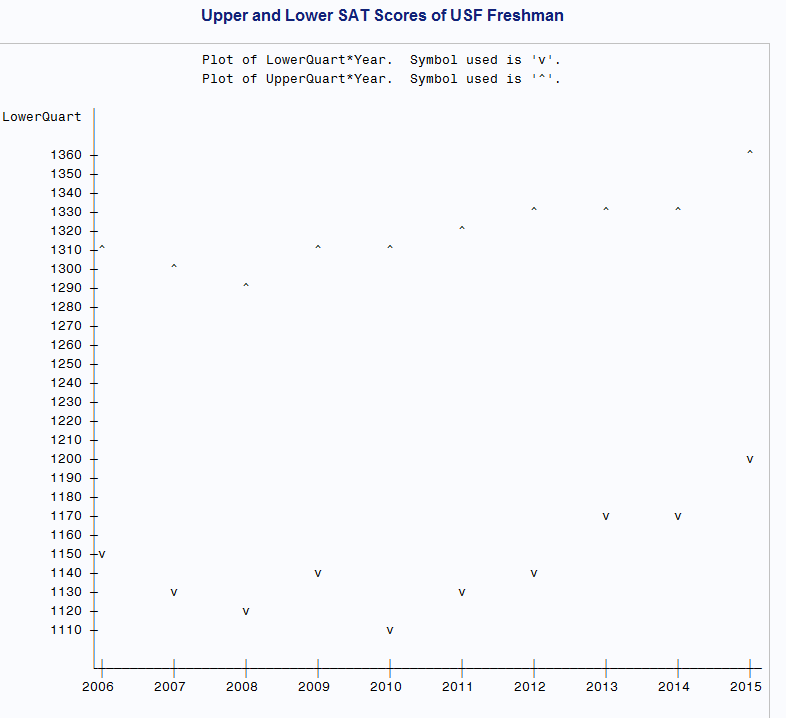 Upper and Lower SAT Scores of USF Freshman
Plot of LowerQuart*Year.  Symbol used is 'v'.
Plot of UpperQuart*Year.  Symbol used is '^'.
LowerQuart
1360 ^
1350
1340
1330 ^ ^ ^
1320 ^
1310 ^ ^ ^
1300 ^
1290 ^
1280
1270
1260
1250
1240
1230
1220
1210
1200 v
1190
1180
1170 v v
1160
1150 v
1140 v v
1130 v v
1120 v
1110 v
2006 2007 2008 2009 2010 2011 2012 2013 2014 2015